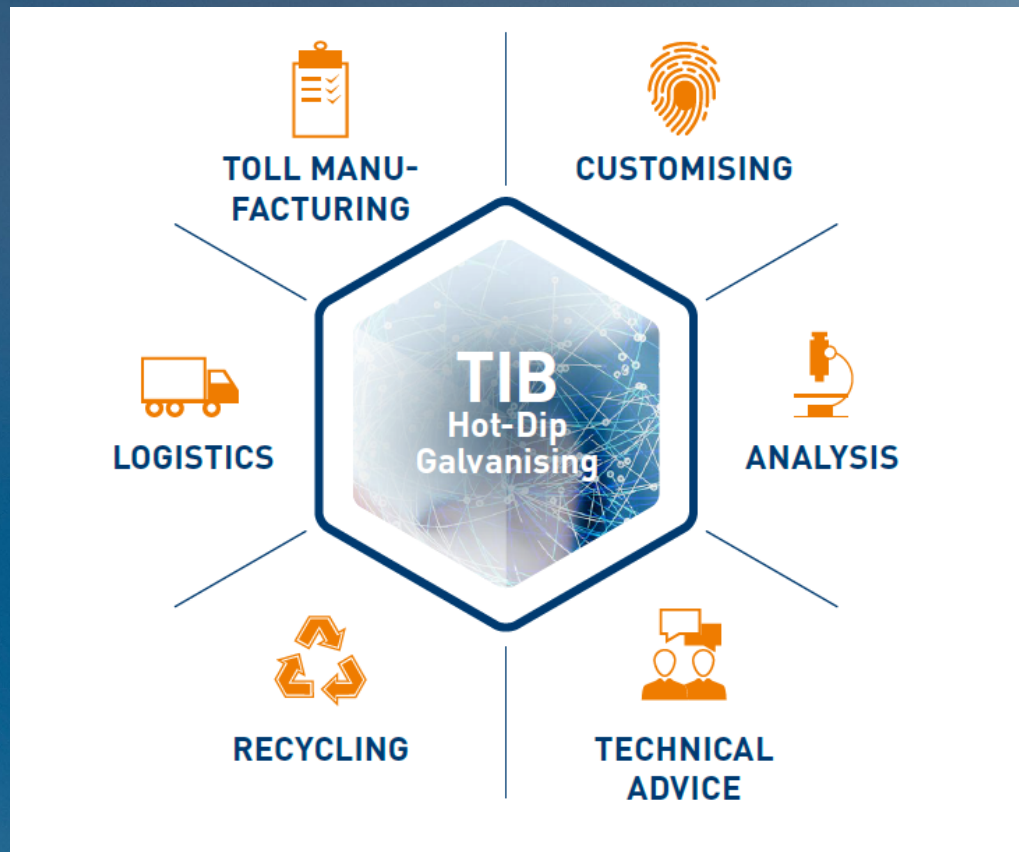 TOLL MANU-
FACTURING
CUSTOMISING
LOGISTICS
TIB
Hot-Dip
Galvanising
ANALYSIS
RECYCLING
TECHNICAL
ADVICE